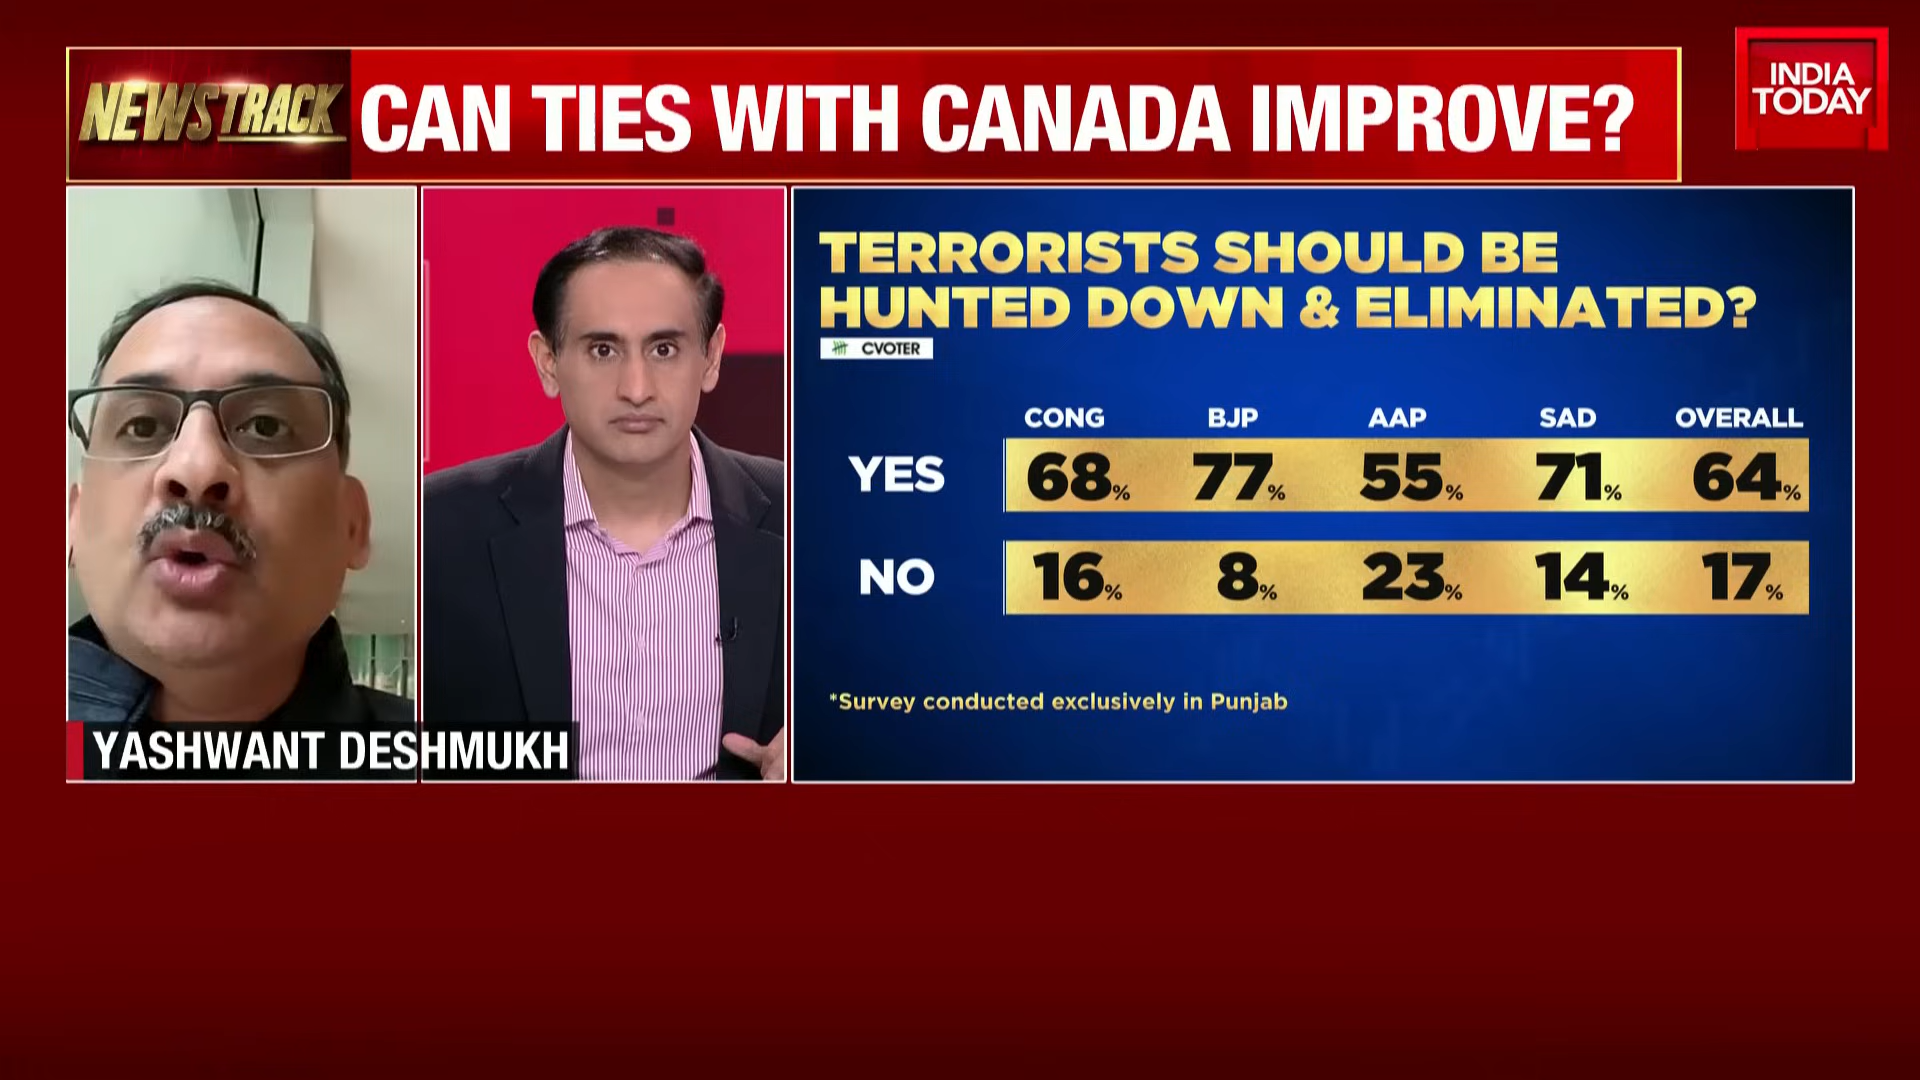 NEWSTRACK
CAN TIES WITH CANADA IMPROVE?
INDIA
TODAY
TERRORISTS SHOULD BE
HUNTED DOWN & ELIMINATED?
CVOTER
CONG BJP AAP SAD OVERALL
YES 68% 77% 55% 71% 64%
NO 16% 8% 23% 14% 17%
*Survey conducted exclusively in Punjab
YASHWANT DESHMUKH